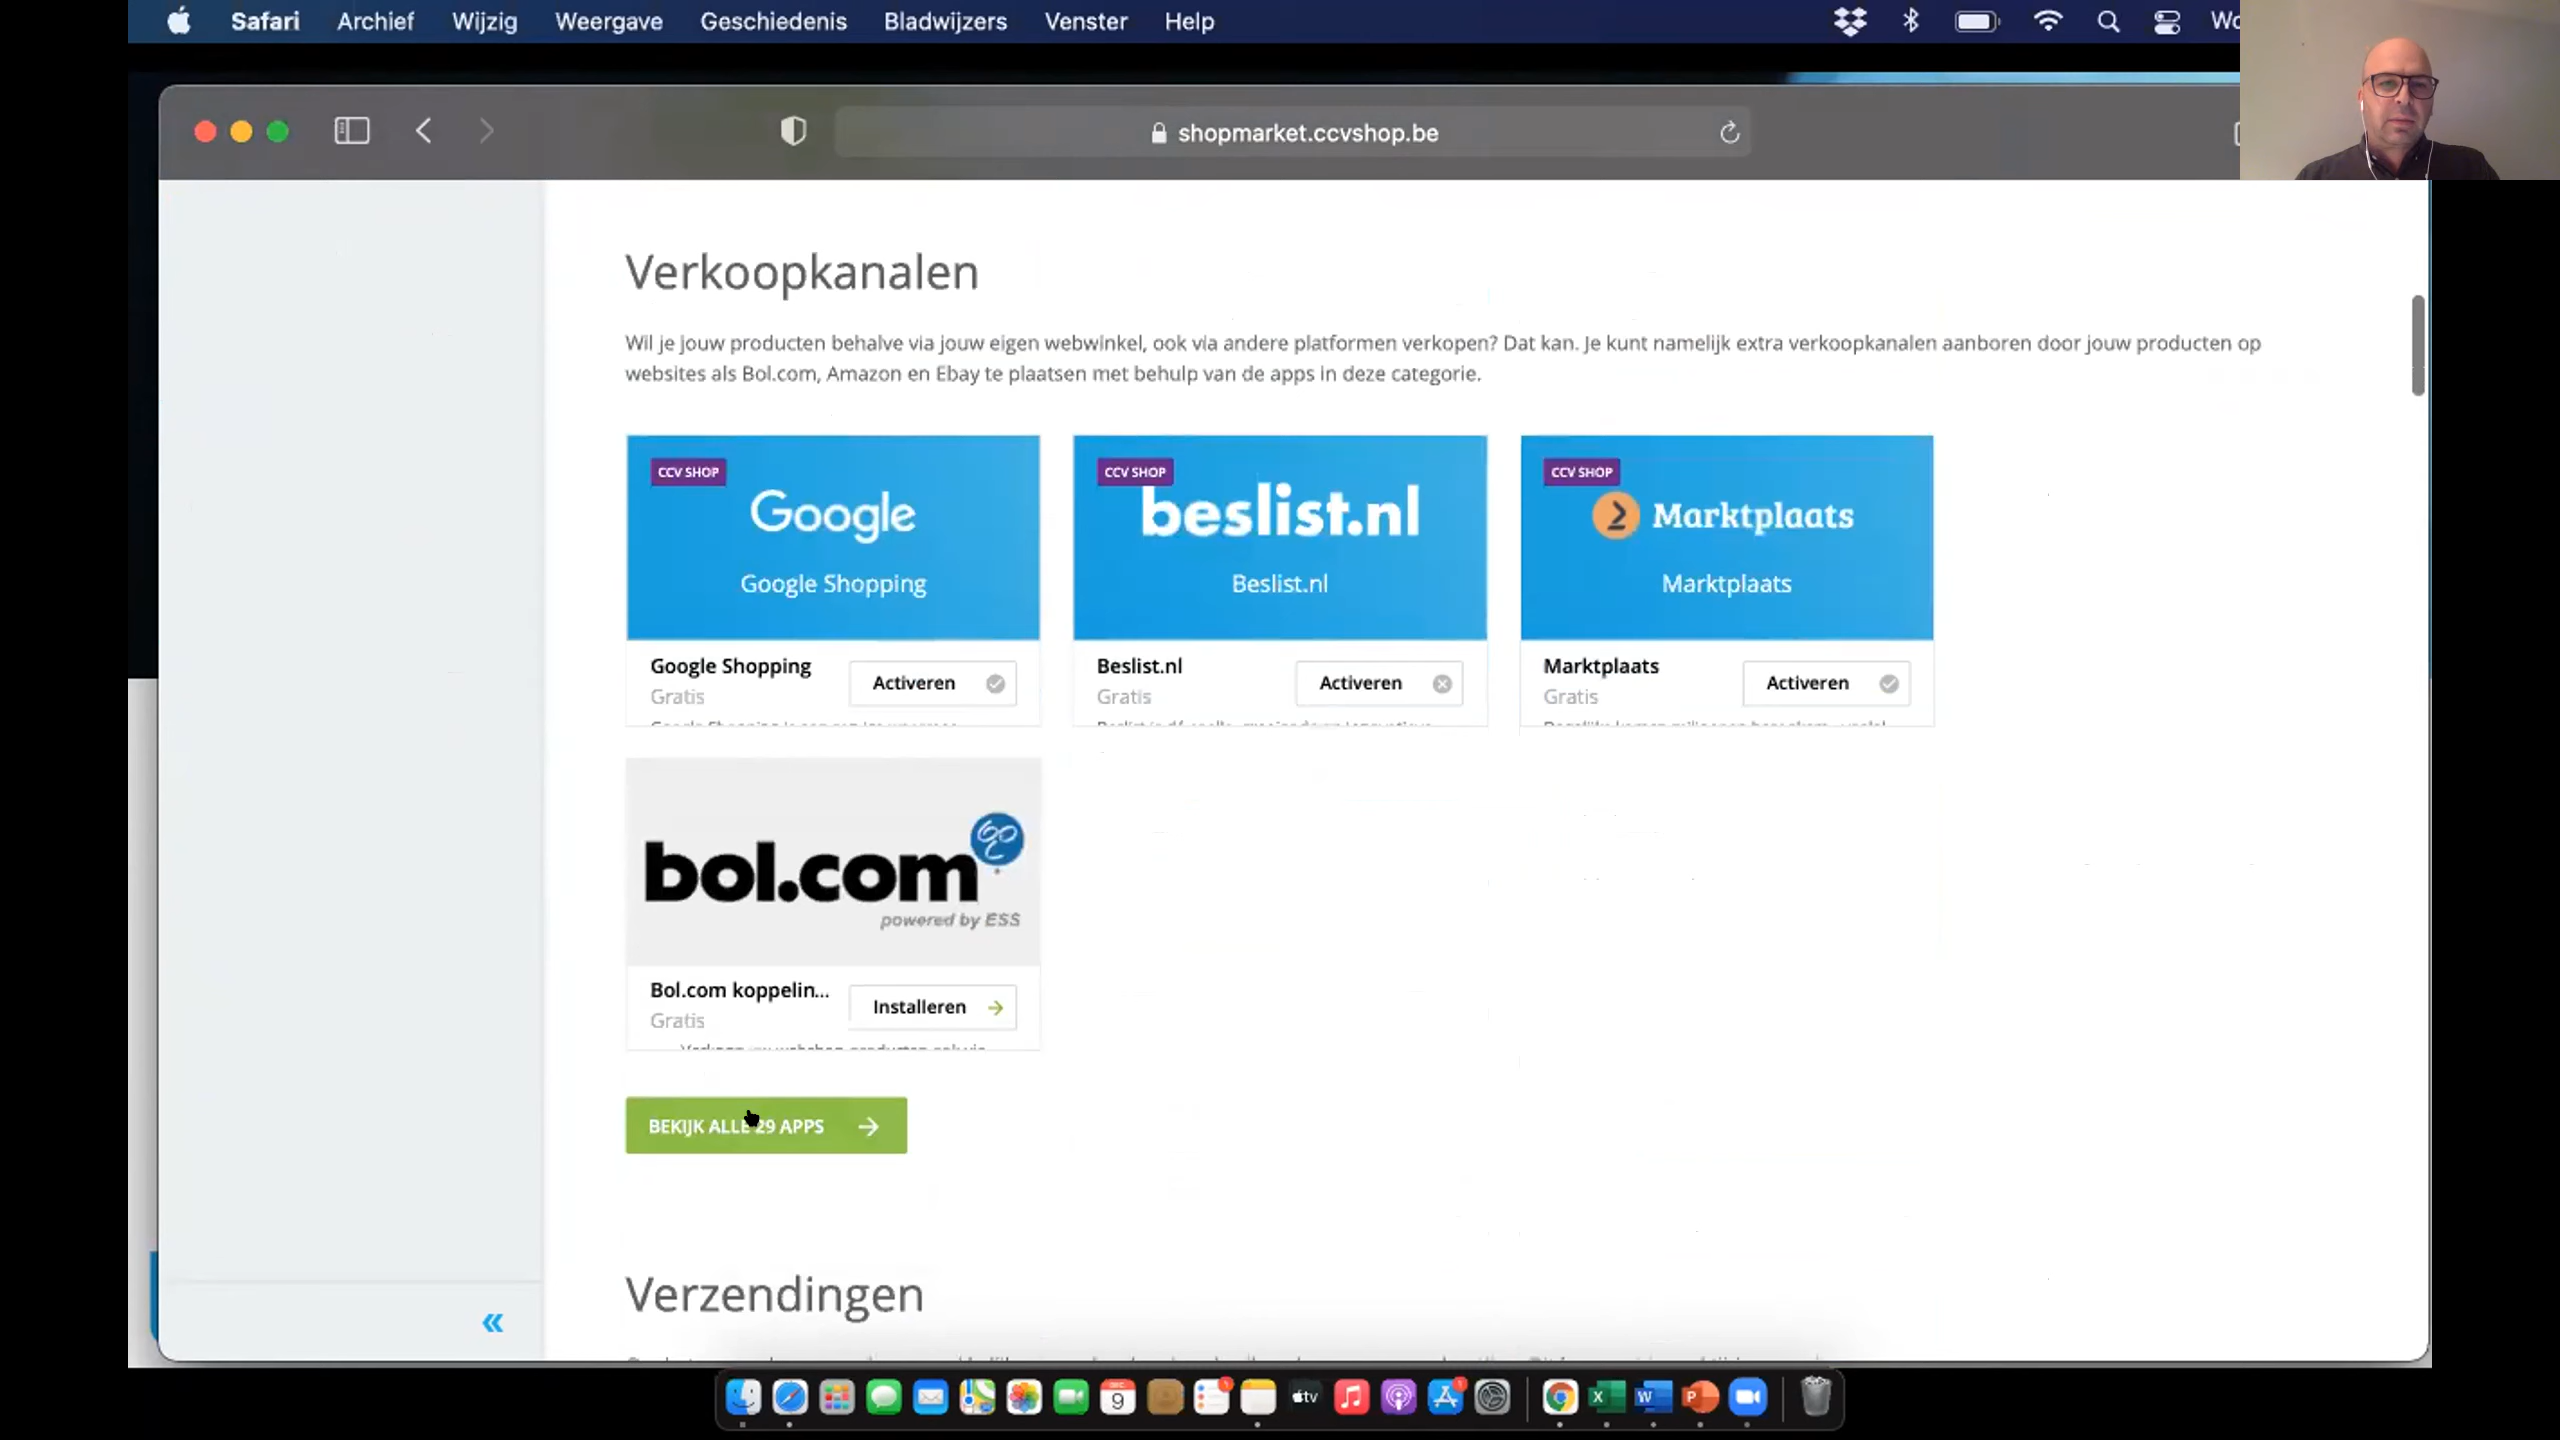 Safari Archief Wijzig Weergave Geschiedenis Bladwijzers Venster Help
shopmarket.ccvshop.be
Verkoopkanalen
Wil je jouw producten behalve via jouw eigen webwinkel, ook via andere platformen verkopen? Dat kan. Je kunt namelijk extra verkoopkanalen aanboren door jouw producten op
websites als Bol.com, Amazon en Ebay te plaatsen met behulp van de apps in deze categorie.
CCV SHOP
Google
Google Shopping
Google Shopping
Gratis
Activeren
CCV SHOP
beslist.nl
Beslist.nl
Beslist.nl
Gratis
Activeren
CCV SHOP
Marktplaats
Marktplaats
Marktplaats
Gratis
Activeren
bol.com
powered by ESS
Bol.com koppelin...
Gratis
Installeren
BEKIJK ALLE 29 APPS
Verzendingen
9
tv